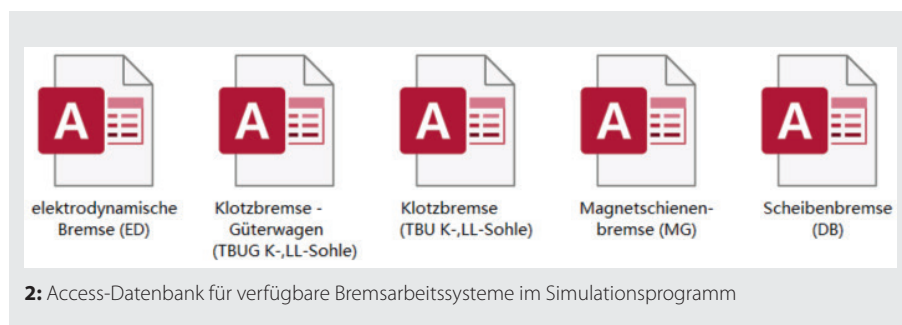 A A A A A
elektrodynamische
Bremse (ED)
Klotzbremse -
Güterwagen
(TBUG K-,LL-Sohle)
Klotzbremse
(TBU K-,LL-Sohle)
Magnetschienen-
bremse (MG)
Scheibenbremse
(DB)
2: Access-Datenbank für verfügbare Bremsarbeitssysteme im Simulationsprogramm